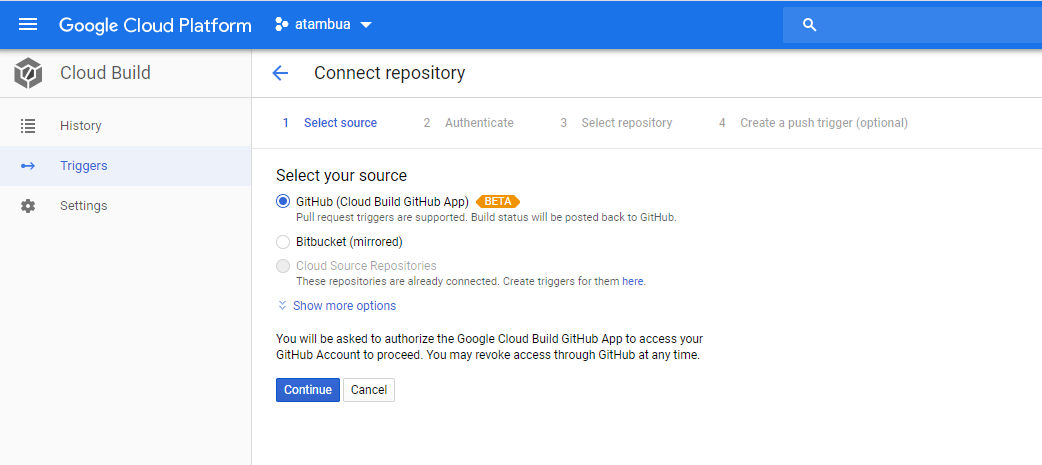 Google Cloud Platform
atambua
Cloud Build
Connect repository
History
Triggers
Settings
1 Select source
2 Authenticate
3 Select repository
4 Create a push trigger (optional)
Select your source
GitHub (Cloud Build GitHub App) BETA
Pull request triggers are supported. Build status will be posted back to GitHub.
Bitbucket (mirrored)
Cloud Source Repositories
These repositories are already connected. Create triggers for them here.
Show more options
You will be asked to authorize the Google Cloud Build GitHub App to access your
GitHub Account to proceed. You may revoke access through GitHub at any time.
Continue
Cancel